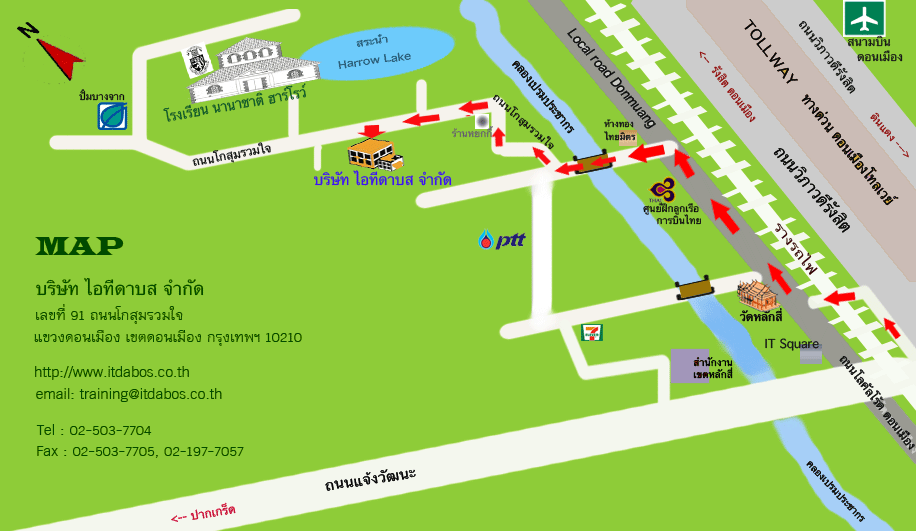 N
สนามบิน
ดอนเมือง
TOLLWAY
ถนนวิภาวดีรังสิต
<-- รังสิต ดอนเมือง
ทางด่วน ดอนเมืองโทลเวย์
ดินแดง -->
ถนนวิภาวดีรังสิต
รางรถไฟ
Local road Donmuang
คลองเปรมประชากร
สระน้ำ
Harrow Lake
โรงเรียน นานาชาติ ฮาร์โรว์
ปั๊มบางจาก
ถนนโกสุมรวมใจ
ร้านหยกกี่
ถนนโกสุมรวมใจ
ห้างทอง
ไทยมิตร
บริษัท ไอทีดาบส จำกัด
THAI
ศูนย์ฝึกลูกเรือ
การบินไทย
ptt
วัดหลักสี่
7
ELEVEN
IT Square
สำนักงาน
เขตหลักสี่
ถนนโลคัลโร้ด ดอนเมือง
คลองเปรมประชากร
ถนนแจ้งวัฒนะ
<-- ปากเกร็ด
MAP
บริษัท ไอทีดาบส จำกัด
เลขที่ 91 ถนนโกสุมรวมใจ
แขวงดอนเมือง เขตดอนเมือง กรุงเทพฯ 10210
http://www.itdabos.co.th
email: training@itdabos.co.th
Tel : 02-503-7704
Fax : 02-503-7705, 02-197-7057